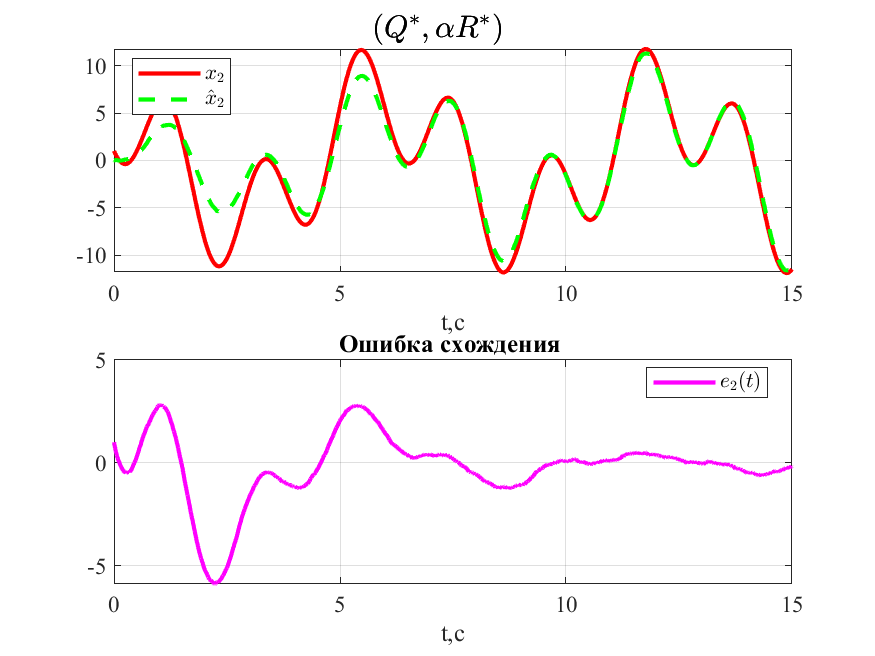 (Q*, αR*)
x₂
x̂₂
10
5
0
-5
-10
0 5 10 15
t,c
Ошибка схождения
e₂(t)
5
0
-5
0 5 10 15
t,c